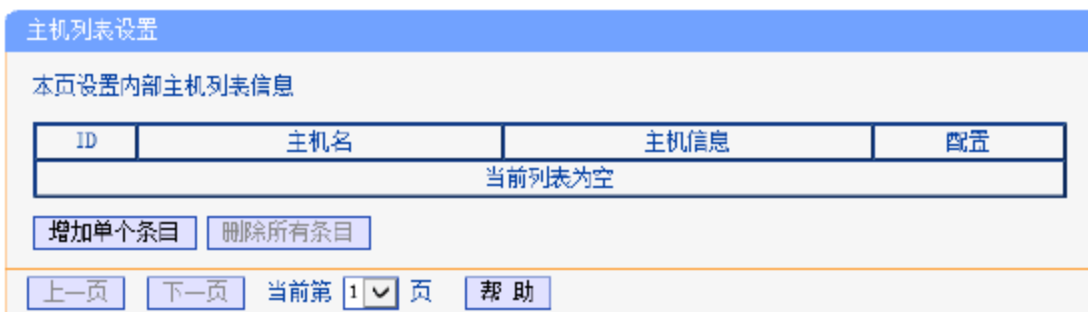 主机列表设置
本页设置内部主机列表信息
ID 主机名 主机信息 配置
当前列表为空
增加单个条目 删除所有条目
上一页 下一页 当前第 1 页 帮 助